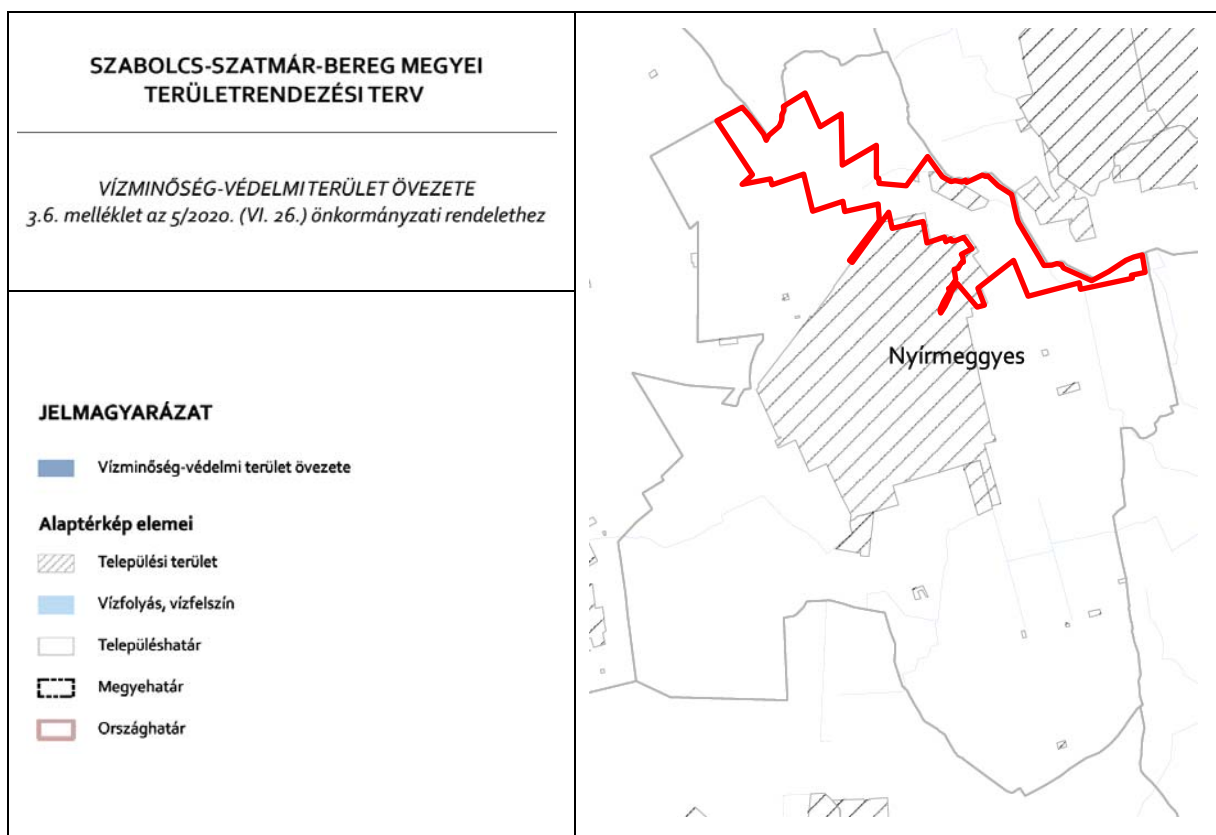 SZABOLCS-SZATMÁR-BEREG MEGYEI
TERÜLETRENDEZÉSI TERV
VÍZMINŐSÉG-VÉDELMI TERÜLET ÖVEZETE
3.6. melléklet az 5/2020. (VI. 26.) önkormányzati rendelethez
JELMAGYARÁZAT
Vízminőség-védelmi terület övezete
Alaptérkép elemei
Települési terület
Vízfolyás, vízfelszín
Településhatár
Megyehatár
Országhatár
Nyírmeggyes